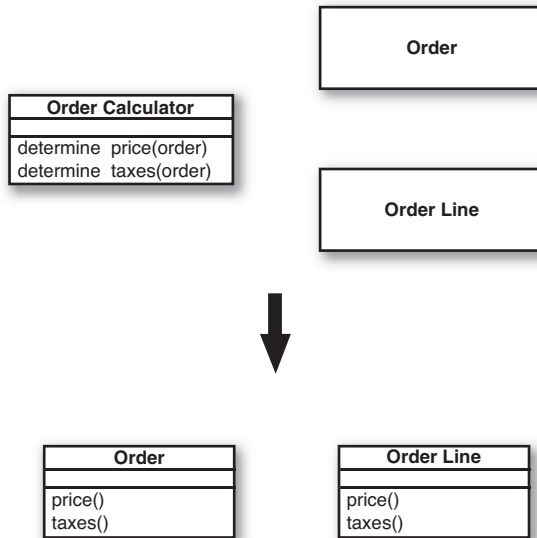 Order
Order Calculator
determine price(order)
determine taxes(order)
Order Line
Order
price()
taxes()
Order Line
price()
taxes()